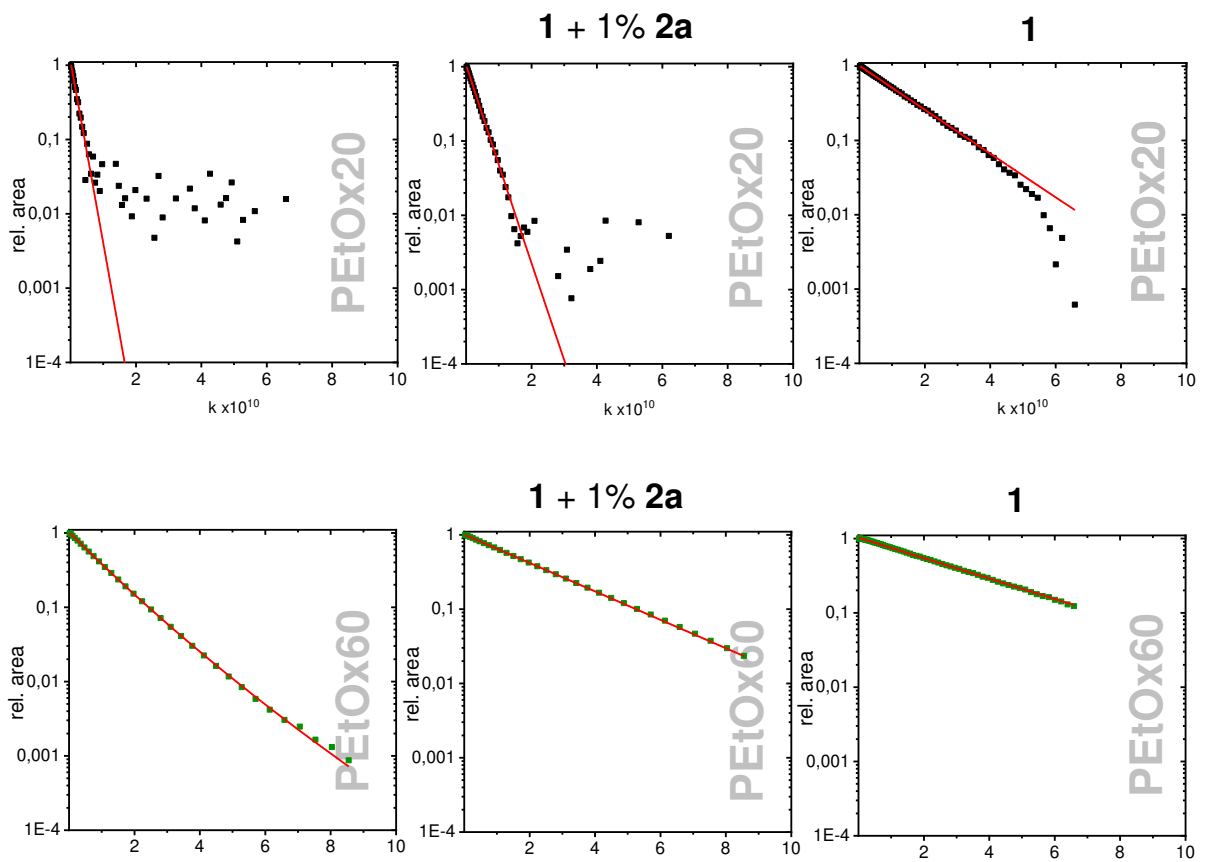 1 + 1% 2a
1
1
0,1
0,01
0,001
1E-4
rel. area
2
4
6
8
10
k x10¹⁰
PEtOx20
1
0,1
0,01
0,001
1E-4
rel. area
2
4
6
8
10
k x10¹⁰
PEtOx20
1
0,1
0,01
0,001
1E-4
rel. area
2
4
6
8
10
k x10¹⁰
PEtOx20
1 + 1% 2a
1
1
0,1
0,01
0,001
1E-4
rel. area
2
4
6
8
10
PEtOx60
1
0,1
0,01
0,001
1E-4
rel. area
2
4
6
8
10
PEtOx60
1
0,1
0,01
0,001
1E-4
rel. area
2
4
6
8
10
PEtOx60